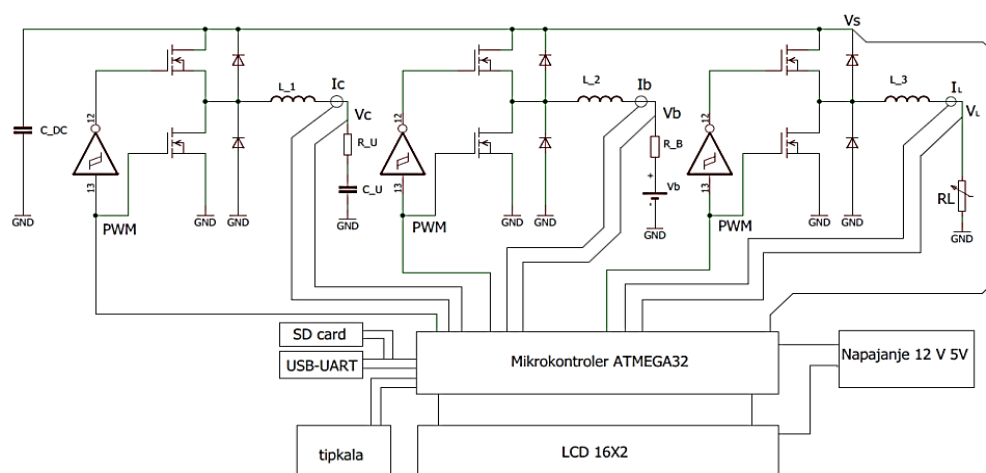 Vs
L_1
Ic
L_2
Ib
L_3
IL
12
12
12
Vc
Vb
VL
C_DC
R_U
R_B
13
C_U
13
+
Vb
-
13
RL
GND
PWM
GND
GND
GND
PWM
GND
GND
GND
PWM
GND
GND
GND
SD card
USB-UART
Mikrokontroler ATMEGA32
Napajanje 12 V 5V
tipkala
LCD 16X2